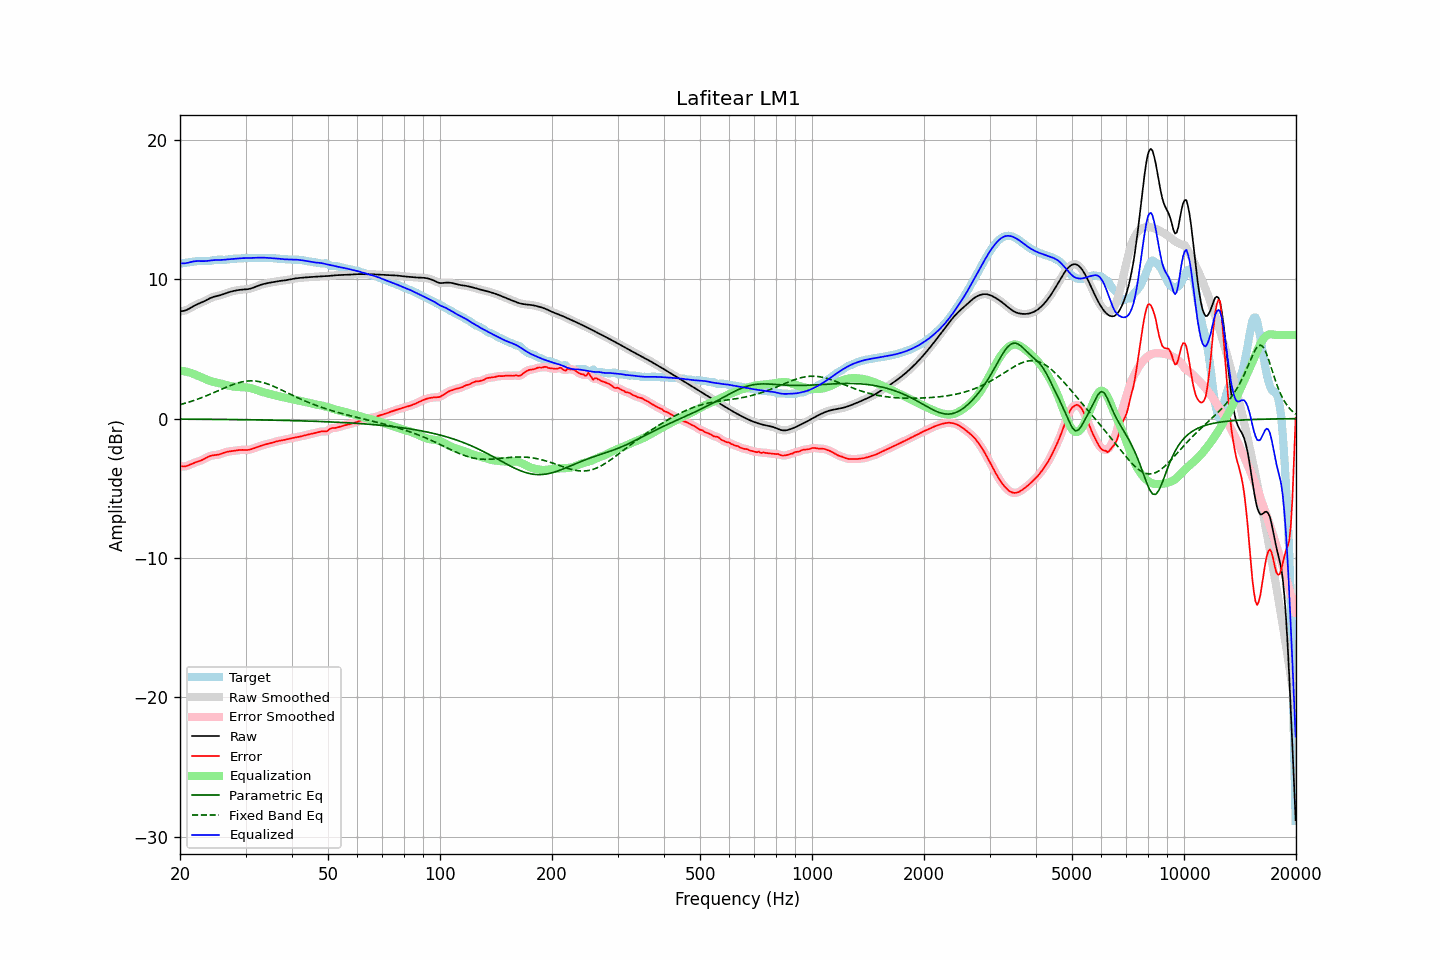 Lafitear LM1
20
10
0
−10
−20
−30
Amplitude (dBr)
Target
Raw Smoothed
Error Smoothed
Raw
Error
Equalization
Parametric Eq
Fixed Band Eq
Equalized
20 50 100 200 500 1000 2000 5000 10000 20000
Frequency (Hz)